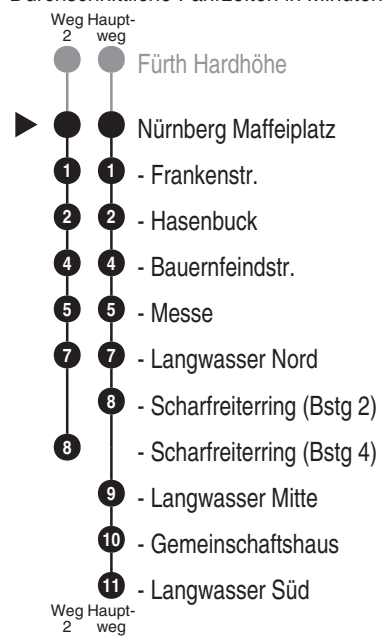 Durchschnittliche Fahrzeiten in Minuten
Weg Haupt-
2 weg
Fürth Hardhöhe
Nürnberg Maffeiplatz
1 1 - Frankenstr.
2 2 - Hasenbuck
4 4 - Bauernfeindstr.
5 5 - Messe
7 7 - Langwasser Nord
8 - Scharfreiterring (Bstg 2)
8 - Scharfreiterring (Bstg 4)
9 - Langwasser Mitte
10 - Gemeinschaftshaus
11 - Langwasser Süd
Weg Haupt-
2 weg